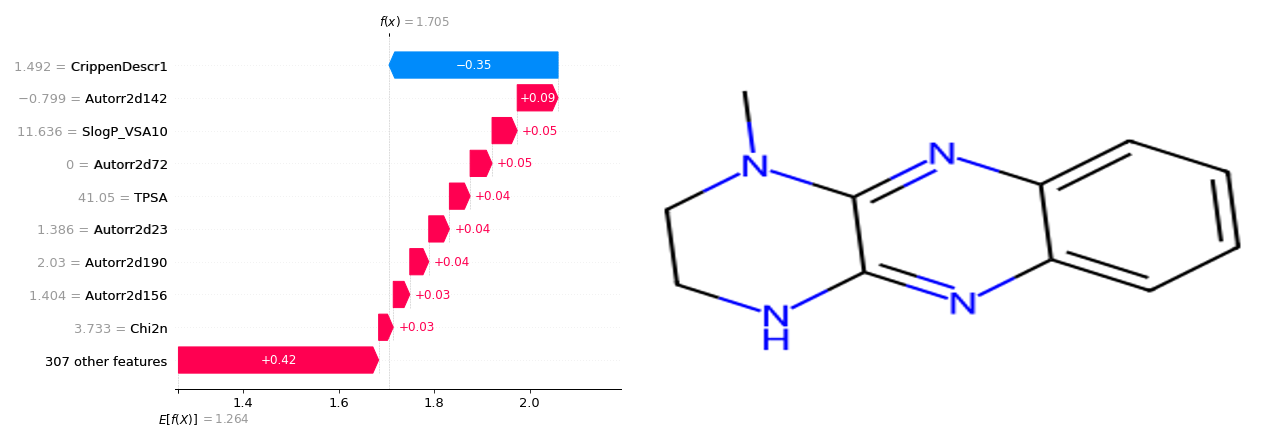 f(x) = 1.705
1.492 = CrippenDescr1
−0.35
−0.799 = Autorr2d142
+0.09
11.636 = SlogP_VSA10
+0.05
0 = Autorr2d72
+0.05
41.05 = TPSA
+0.04
1.386 = Autorr2d23
+0.04
2.03 = Autorr2d190
+0.04
1.404 = Autorr2d156
+0.03
3.733 = Chi2n
+0.03
307 other features
+0.42
1.4 1.6 1.8 2.0
E[f(X)] = 1.264
N
N
N
N
H